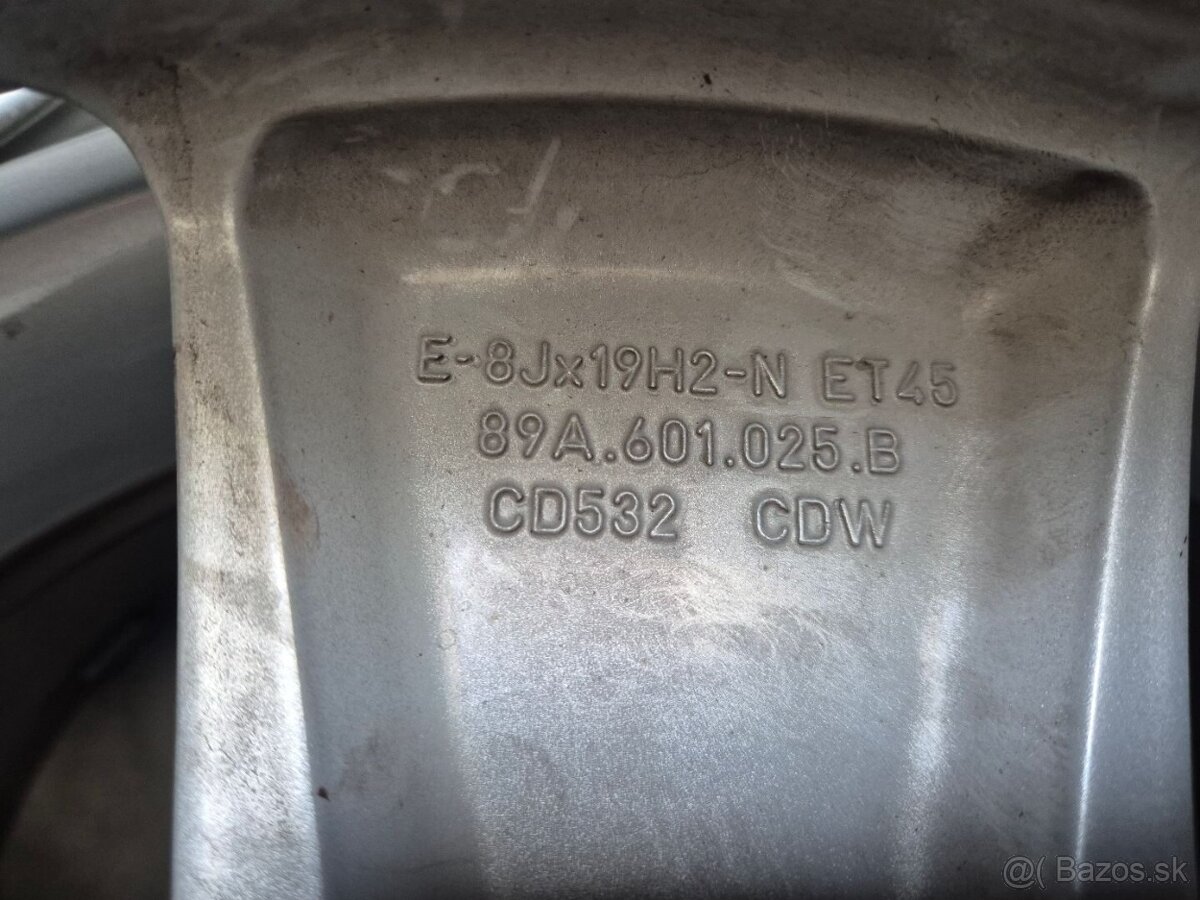 E-8Jx19H2-N ET45
89A.601.025.B
CD532 CDW
@( Bazos.sk